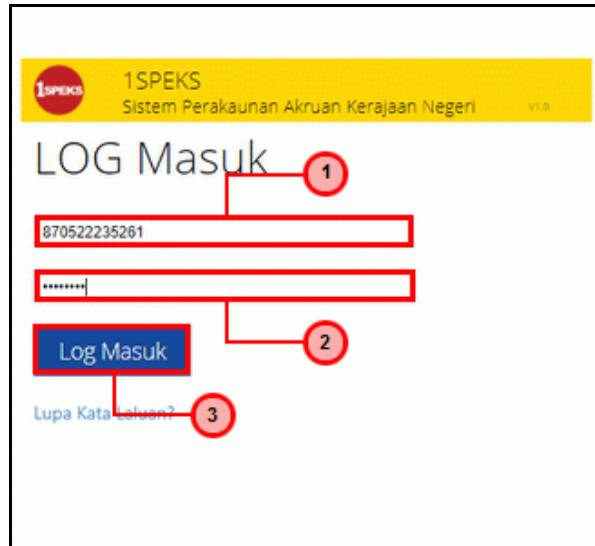 1SPEKS
1SPEKS
Sistem Perakaunan Akruan Kerajaan Negeri v1.0
LOG Masuk
1
870522235261
••••••••
2
Log Masuk
Lupa Kata Laluan?
3